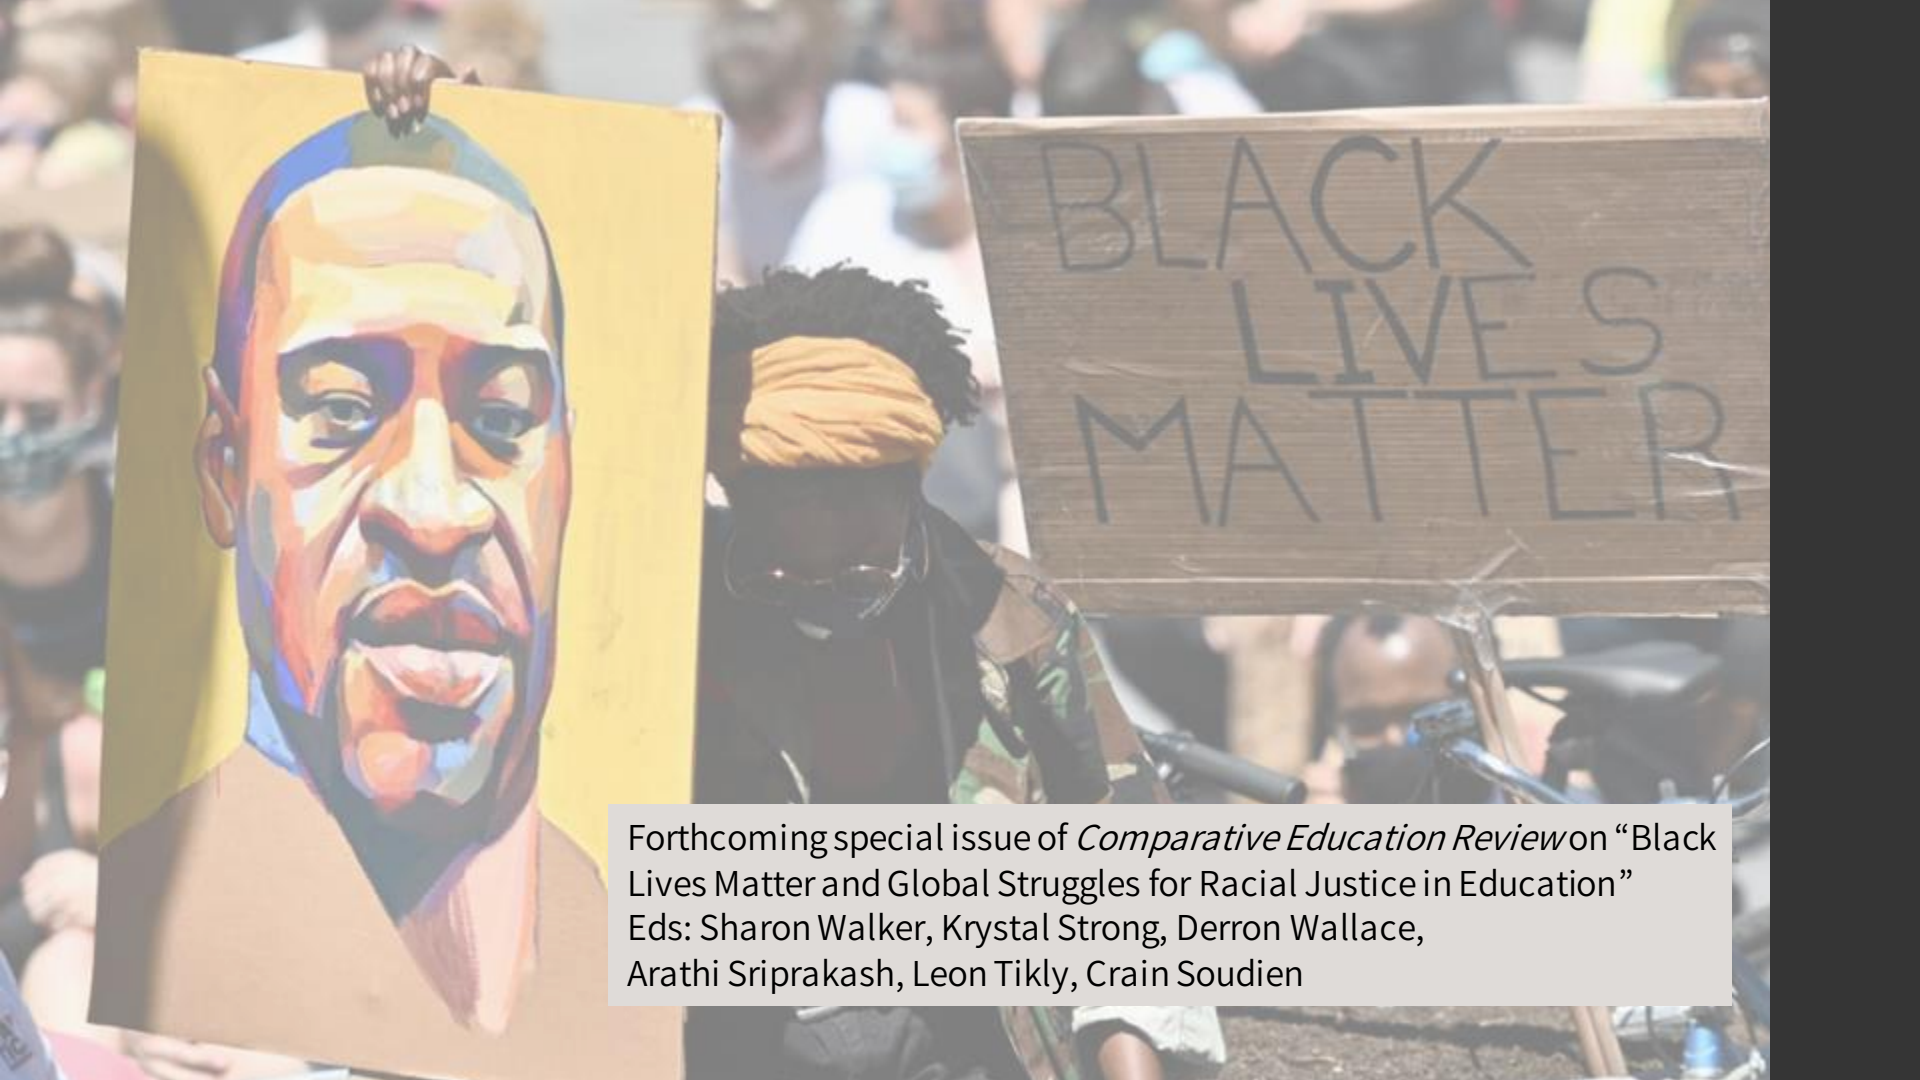 BLACK
LIVES
MATTER
Forthcoming special issue of Comparative Education Review on “Black
Lives Matter and Global Struggles for Racial Justice in Education”
Eds: Sharon Walker, Krystal Strong, Derron Wallace,
Arathi Sriprakash, Leon Tikly, Crain Soudien